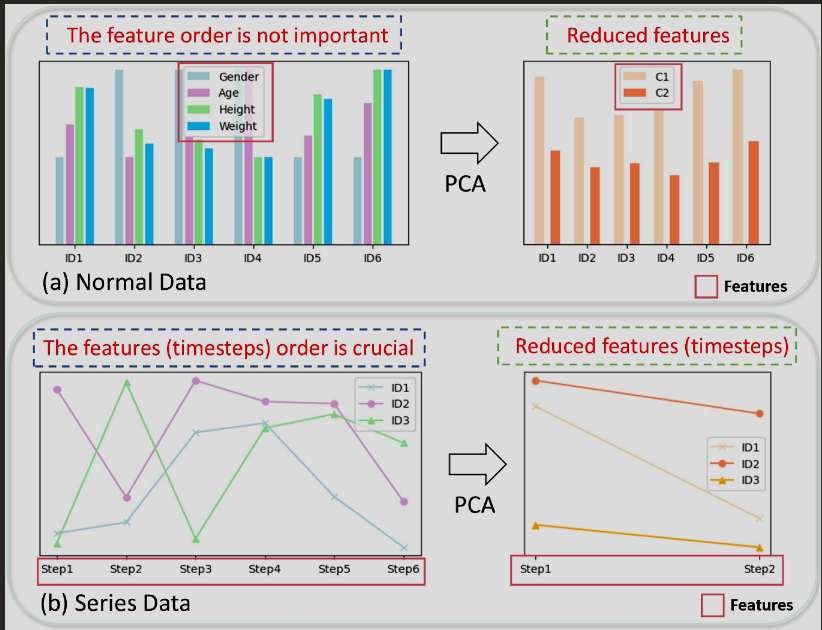 The feature order is not important
Reduced features
Gender
Age
Height
Weight
C1
C2
PCA
ID1 ID2 ID3 ID4 ID5 ID6
ID1 ID2 ID3 ID4 ID5 ID6
(a) Normal Data
Features
The features (timesteps) order is crucial
Reduced features (timesteps)
ID1
ID2
ID3
PCA
ID1
ID2
ID3
Step1 Step2 Step3 Step4 Step5 Step6
Step1 Step2
(b) Series Data
Features